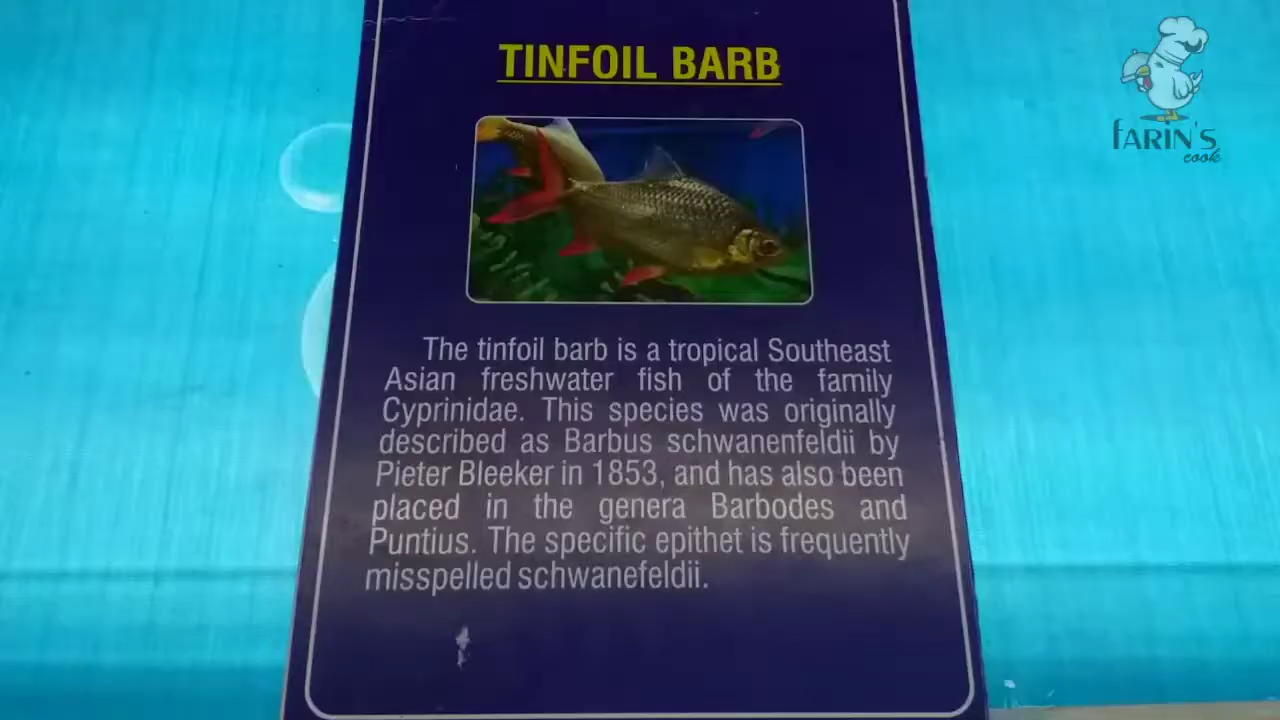 TINFOIL BARB
fARIN'S
cook
The tinfoil barb is a tropical Southeast
Asian freshwater fish of the family
Cyprinidae. This species was originally
described as Barbus schwanenfeldii by
Pieter Bleeker in 1853, and has also been
placed in the genera Barbodes and
Puntius. The specific epithet is frequently
misspelled schwanefeldii.